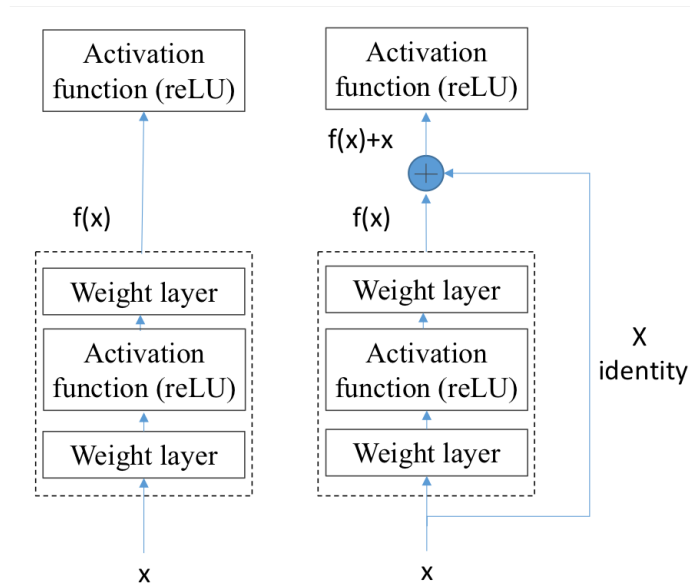 Activation
function (reLU)
f(x)
Weight layer
Activation
function (reLU)
Weight layer
x
Activation
function (reLU)
f(x)+x
+
f(x)
Weight layer
Activation
function (reLU)
Weight layer
x
X
identity